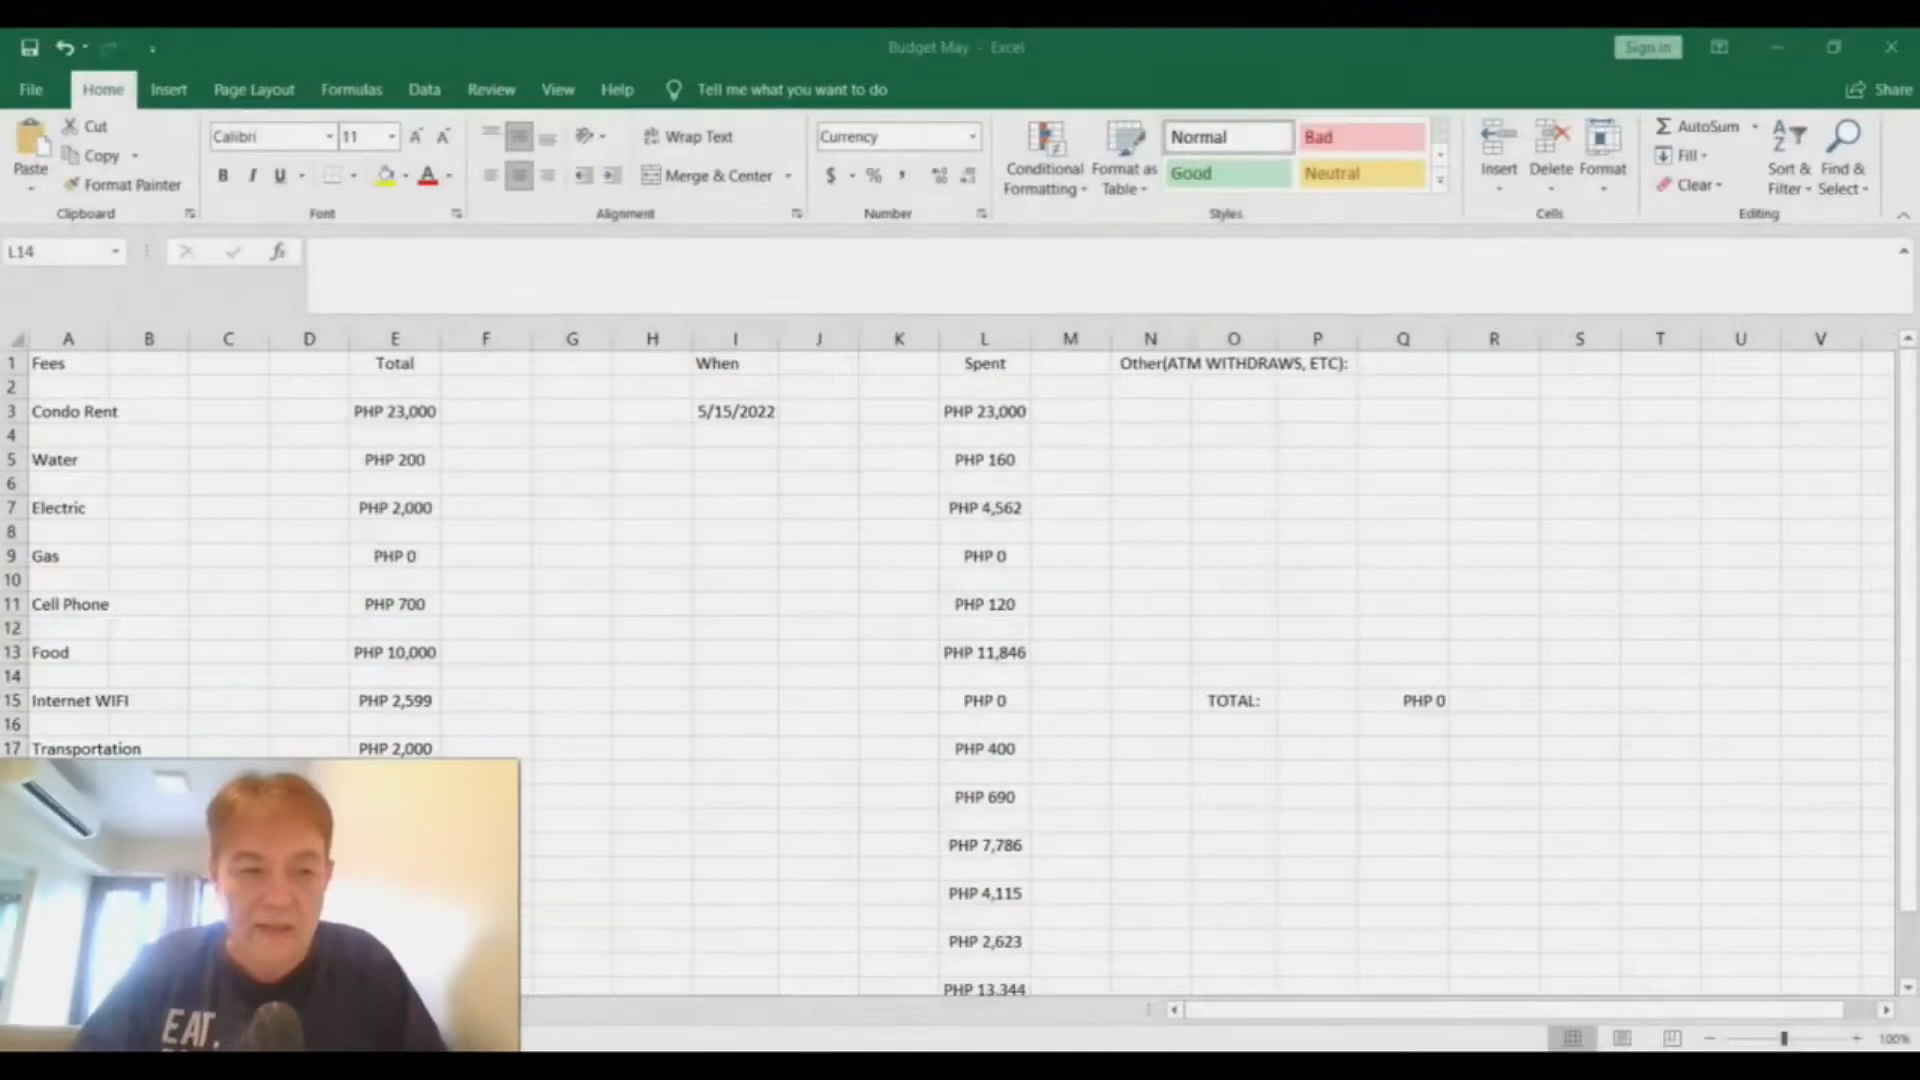 Budget May - Excel
Sign in
File Home Insert Page Layout Formulas Data Review View Help Tell me what you want to do Share
Paste Cut Copy Format Painter
Clipboard
Calibri 11
B I U A
Font
Wrap Text
Merge & Center
Alignment
Currency
$ % ,
Number
Conditional Formatting
Format as Table
Normal Bad
Good Neutral
Styles
Insert Delete Format
Cells
AutoSum
Fill
Clear
Sort & Filter
Find & Select
Editing
L14 fx
A B C D E F G H I J K L M N O P Q R S T U V
1 Fees Total When Spent Other(ATM WITHDRAWS, ETC):
2
3 Condo Rent PHP 23,000 5/15/2022 PHP 23,000
4
5 Water PHP 200 PHP 160
6
7 Electric PHP 2,000 PHP 4,562
8
9 Gas PHP 0 PHP 0
10
11 Cell Phone PHP 700 PHP 120
12
13 Food PHP 10,000 PHP 11,846
14
15 Internet WIFI PHP 2,599 PHP 0 TOTAL: PHP 0
16
17 Transportation PHP 2,000 PHP 400
PHP 690
PHP 7,786
PHP 4,115
PHP 2,623
PHP 13,344
EAT.
100%